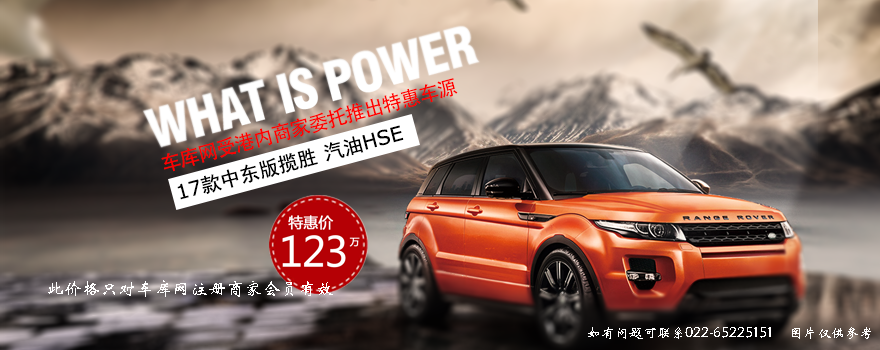 WHAT IS POWER
车库网受港内商家委托推出特惠车源
17款中东版揽胜 汽油HSE
特惠价
123万
RANGE ROVER
此价格只对车库网注册商家会员有效
如有问题可联系022-65225151 图片仅供参考